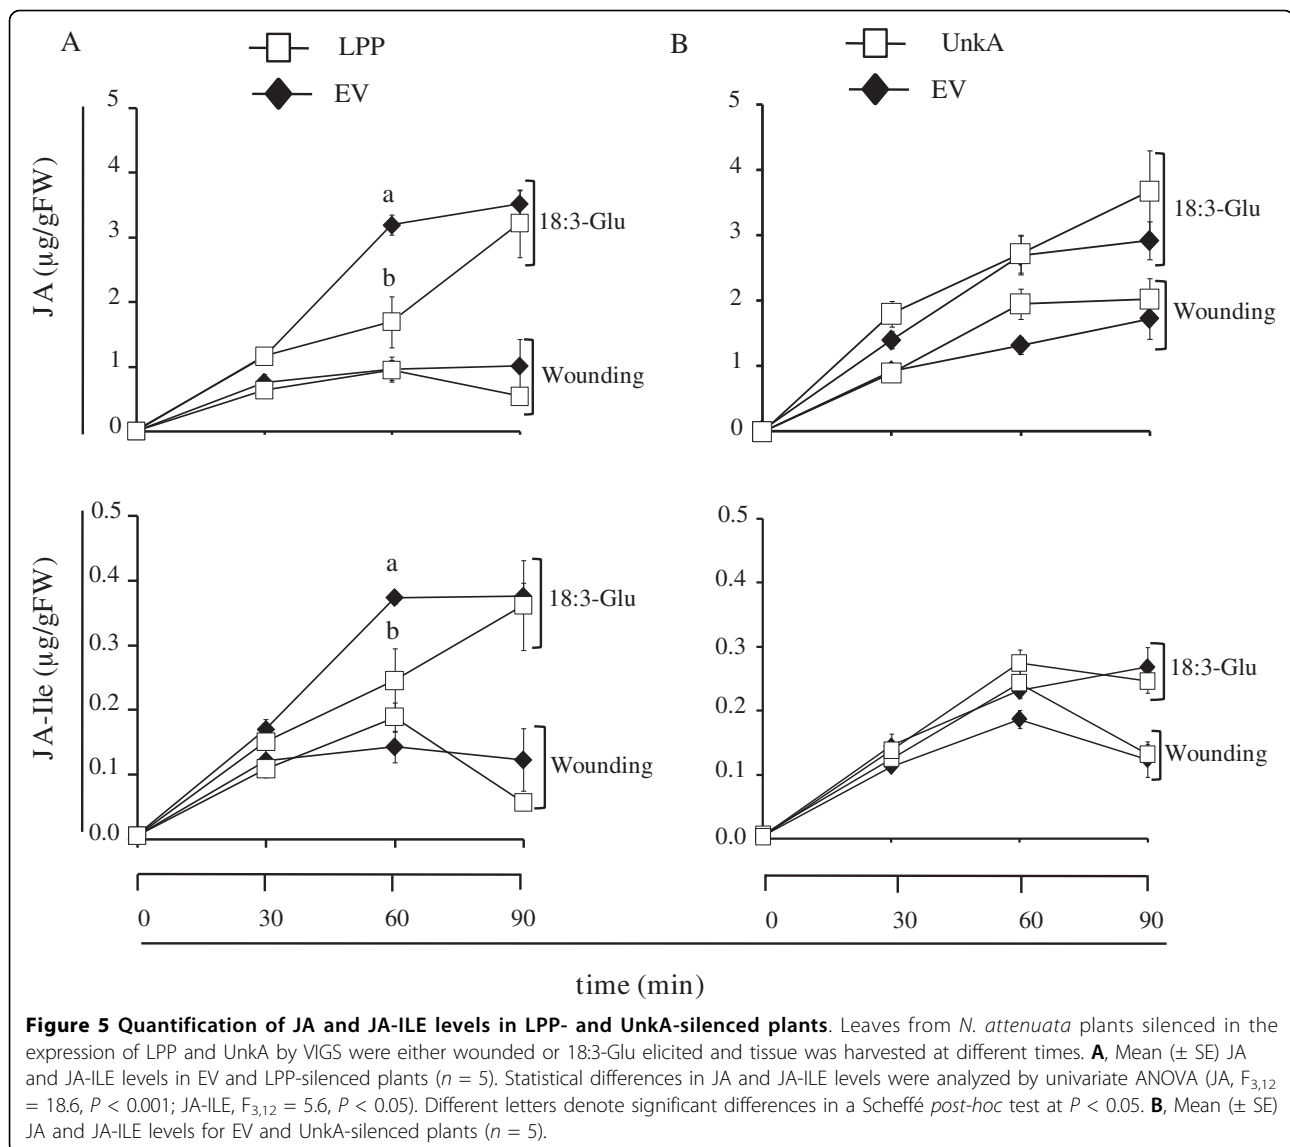 A
LPP
EV
B
UnkA
EV
JA (µg/gFW)
5
4
3
2
1
0
a
b
18:3-Glu
Wounding
5
4
3
2
1
0
18:3-Glu
Wounding
JA-Ile (µg/gFW)
0.5
0.4
0.3
0.2
0.1
0.0
a
b
18:3-Glu
Wounding
0.5
0.4
0.3
0.2
0.1
0.0
18:3-Glu
Wounding
0 30 60 90
0 30 60 90
time (min)
Figure 5 Quantification of JA and JA-ILE levels in LPP- and UnkA-silenced plants. Leaves from N. attenuata plants silenced in the
expression of LPP and UnkA by VIGS were either wounded or 18:3-Glu elicited and tissue was harvested at different times. A, Mean (± SE) JA
and JA-ILE levels in EV and LPP-silenced plants (n = 5). Statistical differences in JA and JA-ILE levels were analyzed by univariate ANOVA (JA, F3,12
= 18.6, P < 0.001; JA-ILE, F3,12 = 5.6, P < 0.05). Different letters denote significant differences in a Scheffé post-hoc test at P < 0.05. B, Mean (± SE)
JA and JA-ILE levels for EV and UnkA-silenced plants (n = 5).